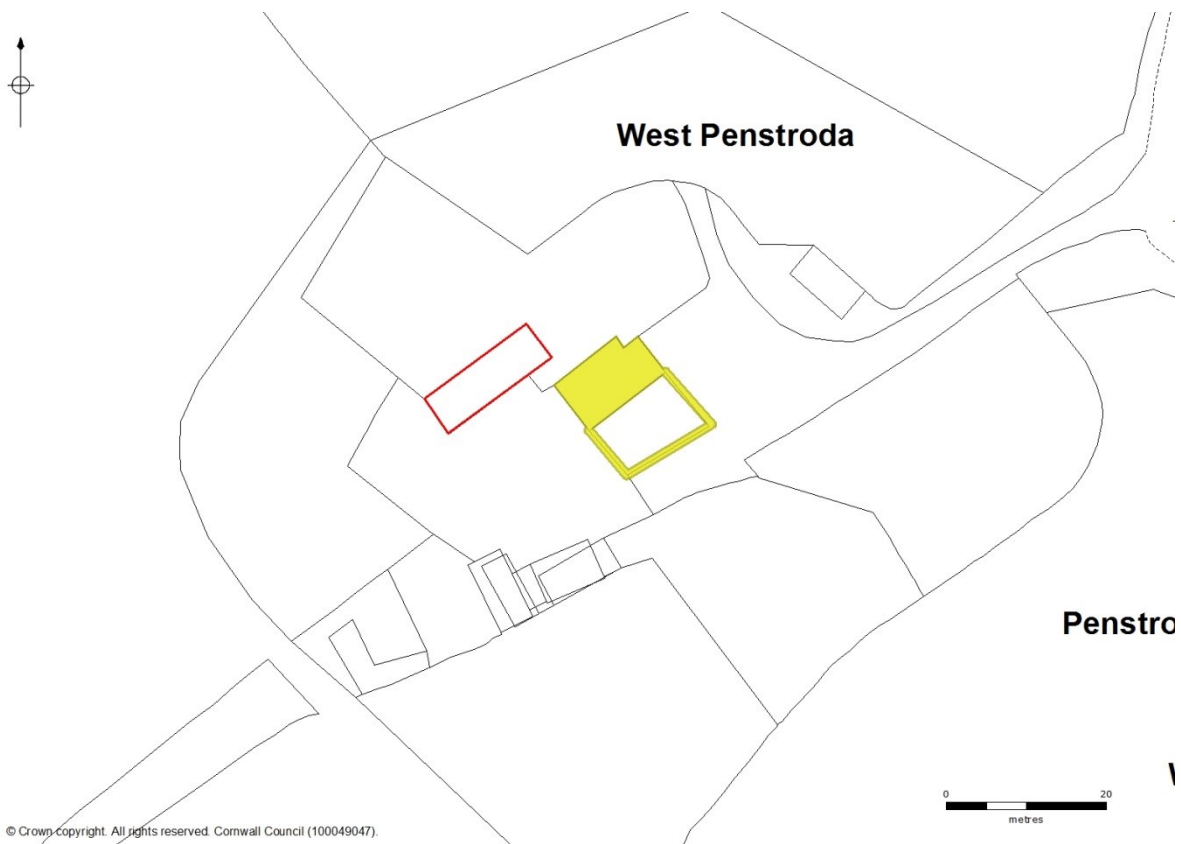 West Penstroda
Penstro
0 20
metres
© Crown copyright. All rights reserved. Cornwall Council (100049047).